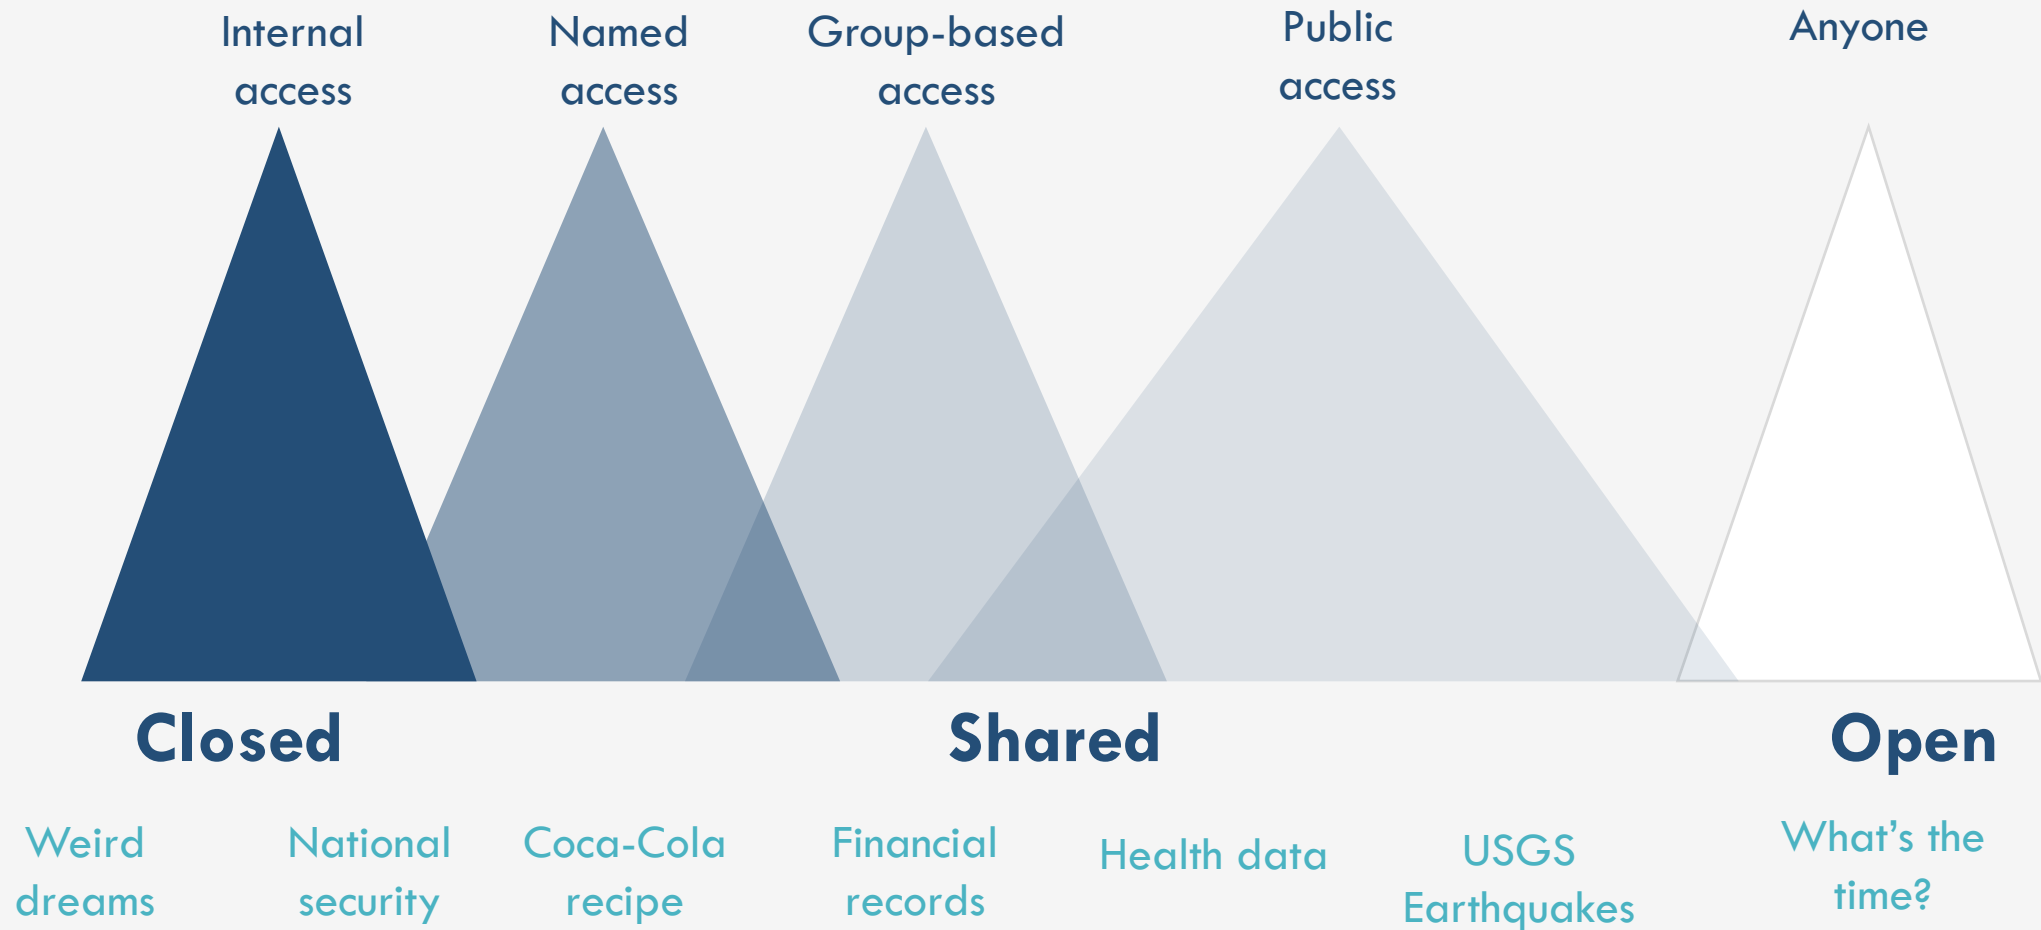 Internal
access
Named
access
Group-based
access
Public
access
Anyone
Closed
Shared
Open
Weird
dreams
National
security
Coca-Cola
recipe
Financial
records
Health data
USGS
Earthquakes
What's the
time?